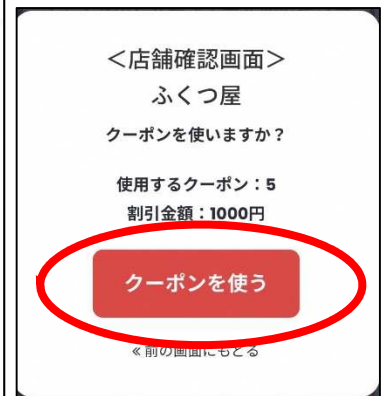 ＜店舗確認画面＞
ふくつ屋
クーポンを使いますか？
使用するクーポン：5
割引金額：1000円
クーポンを使う
≪前の画面にもどる